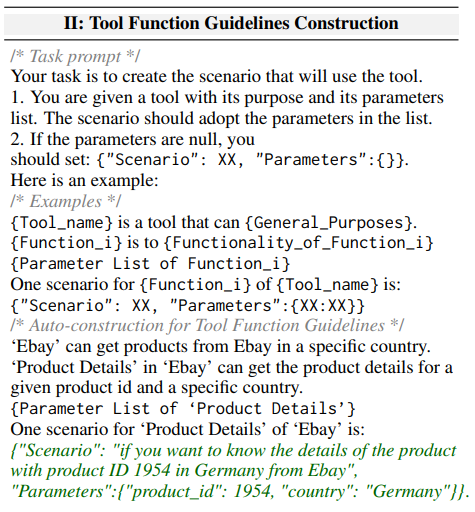 II: Tool Function Guidelines Construction
/* Task prompt */
Your task is to create the scenario that will use the tool.
1. You are given a tool with its purpose and its parameters
list. The scenario should adopt the parameters in the list.
2. If the parameters are null, you
should set: {"Scenario": XX, "Parameters":{}}.
Here is an example:
/* Examples */
{Tool_name} is a tool that can {General_Purposes}.
{Function_i} is to {Functionality_of_Function_i}
{Parameter List of Function_i}
One scenario for {Function_i} of {Tool_name} is:
{"Scenario": XX, "Parameters":{XX:XX}}
/* Auto-construction for Tool Function Guidelines */
‘Ebay’ can get products from Ebay in a specific country.
‘Product Details’ in ‘Ebay’ can get the product details for a
given product id and a specific country.
{Parameter List of ‘Product Details’}
One scenario for ‘Product Details’ of ‘Ebay’ is:
{"Scenario": "if you want to know the details of the product
with product ID 1954 in Germany from Ebay",
"Parameters":{"product_id": 1954, "country": "Germany"}}.